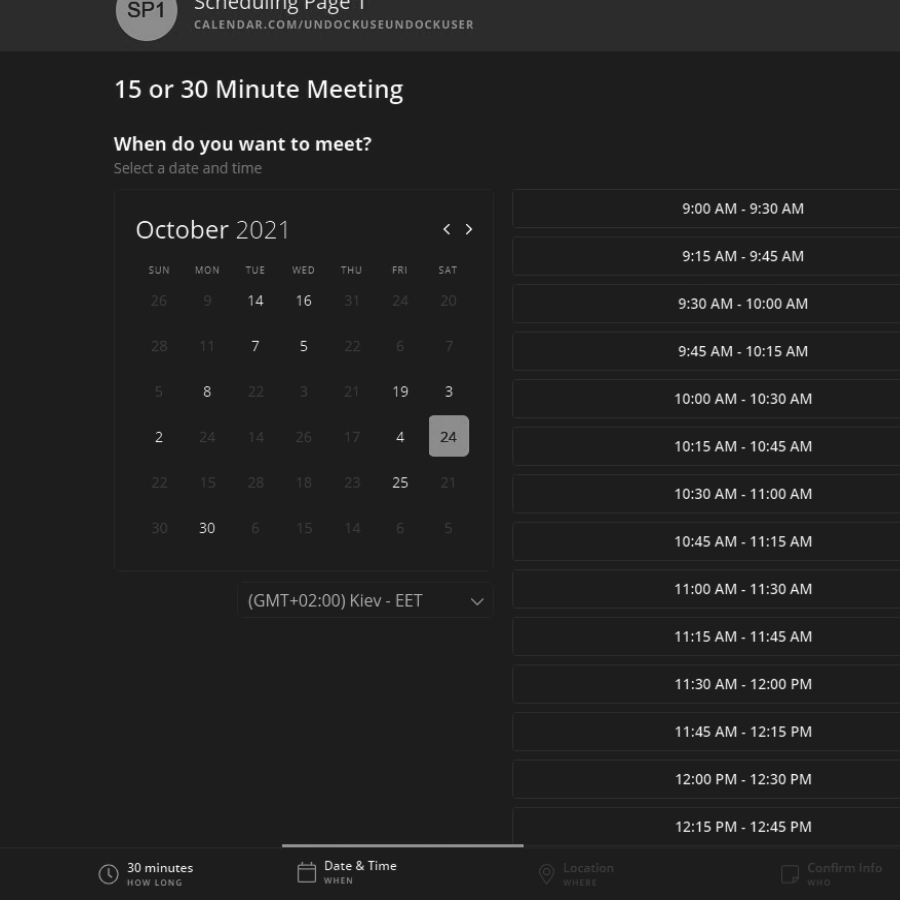 SP1
Scheduling Page 1
CALENDAR.COM/UNDOCKUSEUNDOCKUSER
15 or 30 Minute Meeting
When do you want to meet?
Select a date and time
October 2021
< >
SUN MON TUE WED THU FRI SAT
26 9 14 16 31 24 20
28 11 7 5 22 6 7
5 8 22 3 21 19 3
2 24 14 26 17 4 24
22 15 28 18 23 25 21
30 30 6 15 14 6 5
(GMT+02:00) Kiev - EET
9:00 AM - 9:30 AM
9:15 AM - 9:45 AM
9:30 AM - 10:00 AM
9:45 AM - 10:15 AM
10:00 AM - 10:30 AM
10:15 AM - 10:45 AM
10:30 AM - 11:00 AM
10:45 AM - 11:15 AM
11:00 AM - 11:30 AM
11:15 AM - 11:45 AM
11:30 AM - 12:00 PM
11:45 AM - 12:15 PM
12:00 PM - 12:30 PM
12:15 PM - 12:45 PM
30 minutes
HOW LONG
Date & Time
WHEN
Location
WHERE
Confirm Info
WHO